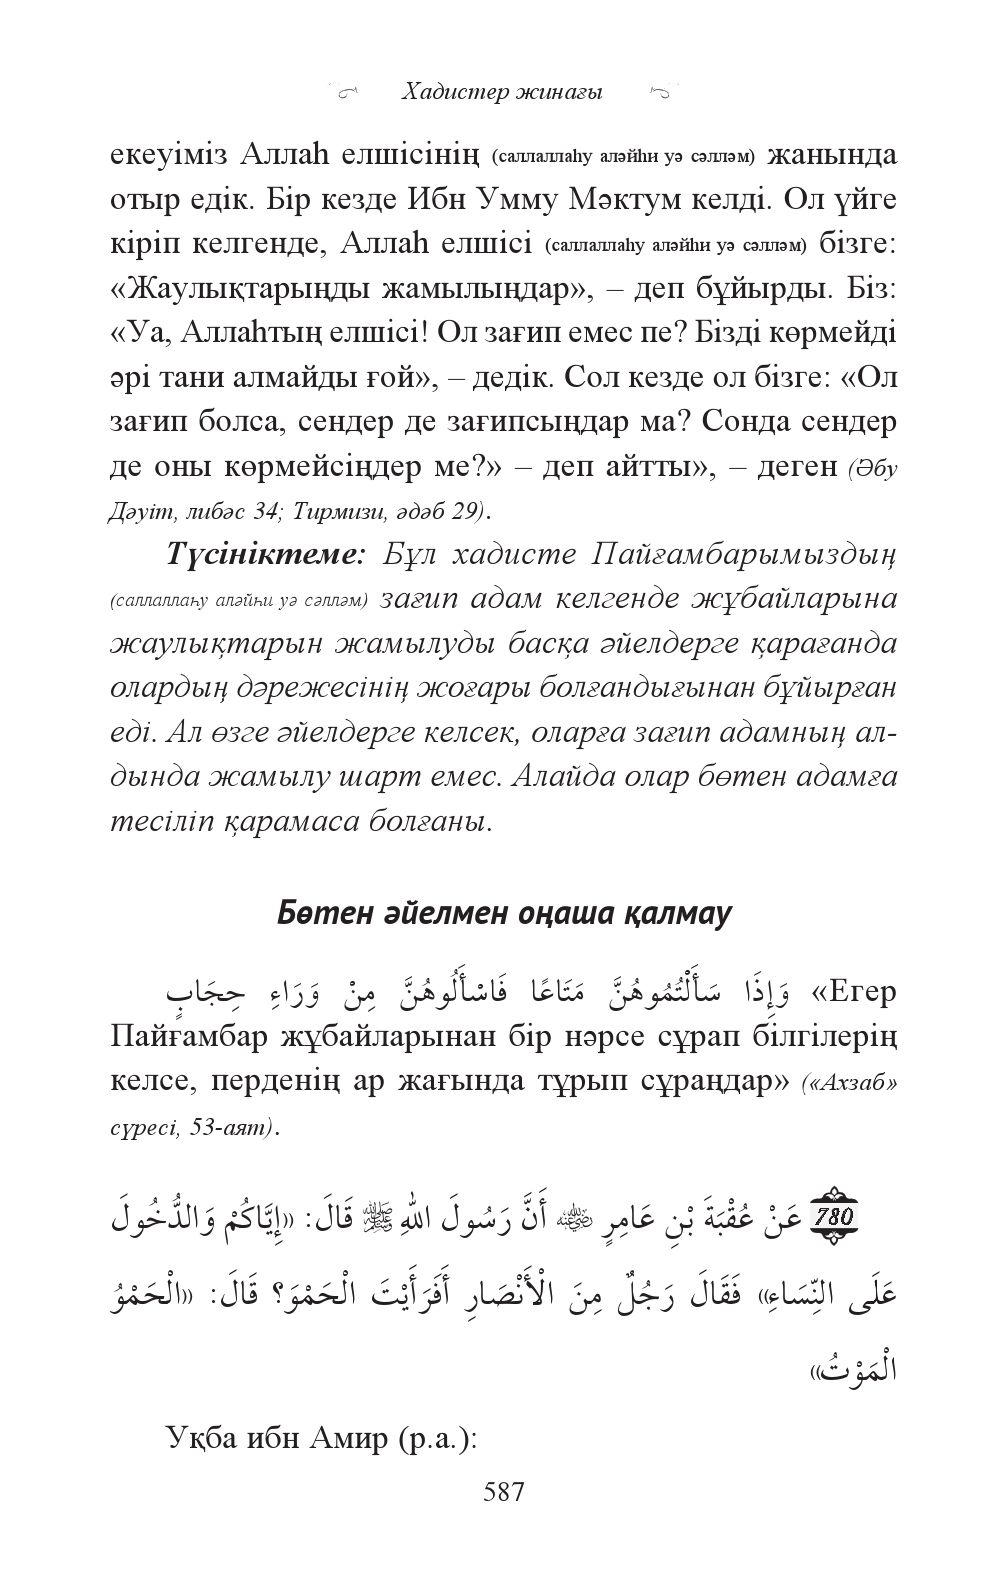 Хадистер жинағы
екеуіміз Аллаһ елшісінің (саллаллаһу аләйһи уә сәлләм) жанында
отыр едік. Бір кезде Ибн Умму Мәктум келді. Ол үйге
кіріп келгенде, Аллаһ елшісі (саллаллаһу аләйһи уә сәлләм) бізге:
«Жаулықтарыңды жамылыңдар», – деп бұйырды. Біз:
«Уа, Аллаһтың елшісі! Ол зағип емес пе? Бізді көрмейді
әрі тани алмайды ғой», – дедік. Сол кезде ол бізге: «Ол
зағип болса, сендер де зағипсыңдар ма? Сонда сендер
де оны көрмейсіңдер ме?» – деп айтты», – деген (Әбу
Дәуіт, либәс 34; Тирмизи, әдәб 29).
Түсініктеме: Бұл хадисте Пайғамбарымыздың
(саллаллаһу аләйһи уә сәлләм) зағип адам келгенде жұбайларына
жаулықтарын жамылуды басқа әйелдерге қарағанда
олардың дәрежесінің жоғары болғандығынан бұйырған
еді. Ал өзге әйелдерге келсек, оларға зағип адамның ал-
дында жамылу шарт емес. Алайда олар бөтен адамға
тесіліп қарамаса болғаны.
Бөтен әйелмен оңаша қалмау
وَإِذَا سَأَلْتُمُوهُنَّ مَتَاعًا فَاسْأَلُوهُنَّ مِنْ وَرَاءِ حِجَابٍ «Егер
Пайғамбар жұбайларынан бір нәрсе сұрап білгілерің
келсе, перденің ар жағында тұрып сұраңдар» («Ахзаб»
сүресі, 53-аят).
780 عَنْ عُقْبَةَ بْنِ عَامِرٍ ﷺ أَنَّ رَسُولَ اللهِ ﷺ قَالَ: «إِيَّاكُمْ وَالدُّخُولَ
عَلَى النِّسَاءِ» فَقَالَ رَجُلٌ مِنَ الْأَنْصَارِ أَفَرَأَيْتَ الْحَمْوَ؟ قَالَ: «الْحَمْوُ
الْمَوْتُ»
Уқба ибн Амир (р.а.):
587